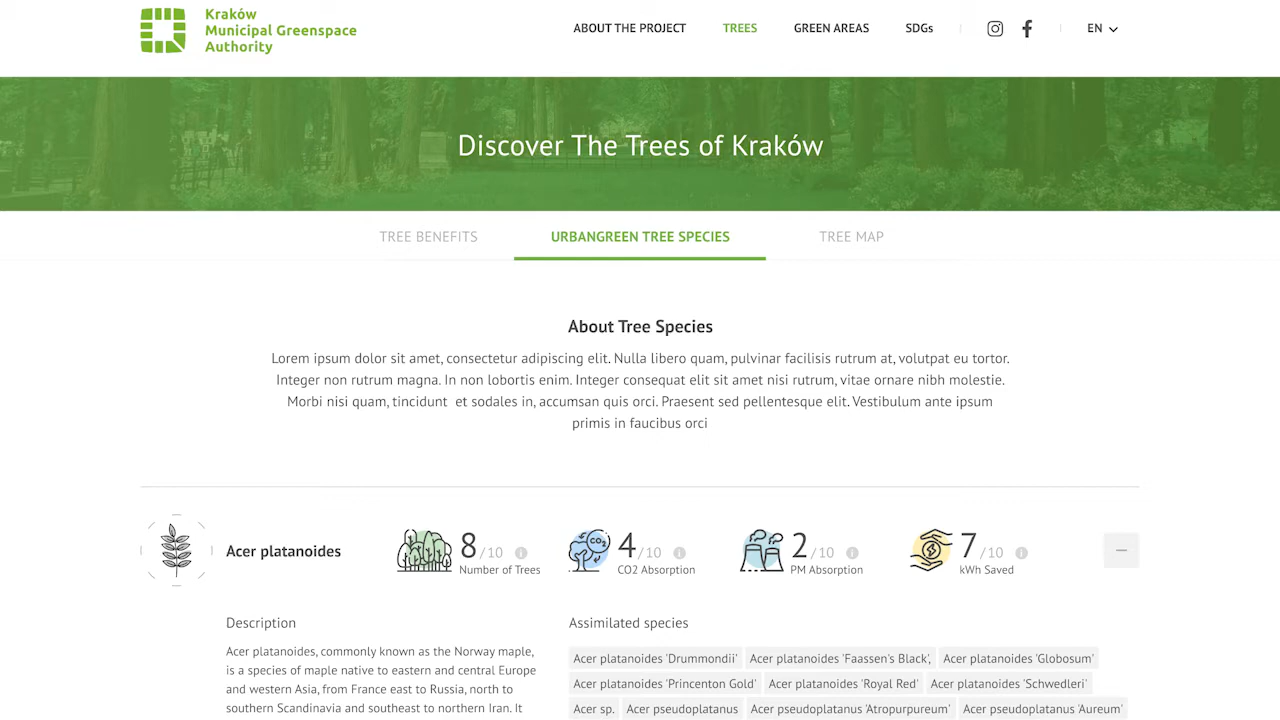 Kraków
Municipal Greenspace
Authority
ABOUT THE PROJECT TREES GREEN AREAS SDGs EN
Discover The Trees of Kraków
TREE BENEFITS URBANGREEN TREE SPECIES TREE MAP
About Tree Species
Lorem ipsum dolor sit amet, consectetur adipiscing elit. Nulla libero quam, pulvinar facilisis rutrum at, volutpat eu tortor.
Integer non rutrum magna. In non lobortis enim. Integer consequat elit sit amet nisi rutrum, vitae ornare nibh molestie.
Morbi nisi quam, tincidunt et sodales in, accumsan quis orci. Praesent sed pellentesque elit. Vestibulum ante ipsum
primis in faucibus orci
Acer platanoides
8/10
Number of Trees
CO2
4/10
CO2 Absorption
2/10
PM Absorption
7/10
kWh Saved
Description
Acer platanoides, commonly known as the Norway maple,
is a species of maple native to eastern and central Europe
and western Asia, from France east to Russia, north to
southern Scandinavia and southeast to northern Iran. It
Assimilated species
Acer platanoides 'Drummondii' Acer platanoides 'Faassen's Black', Acer platanoides 'Globosum'
Acer platanoides 'Princenton Gold' Acer platanoides 'Royal Red' Acer platanoides 'Schwedleri'
Acer sp. Acer pseudoplatanus Acer pseudoplatanus 'Atropurpureum' Acer pseudoplatanus 'Aureum'